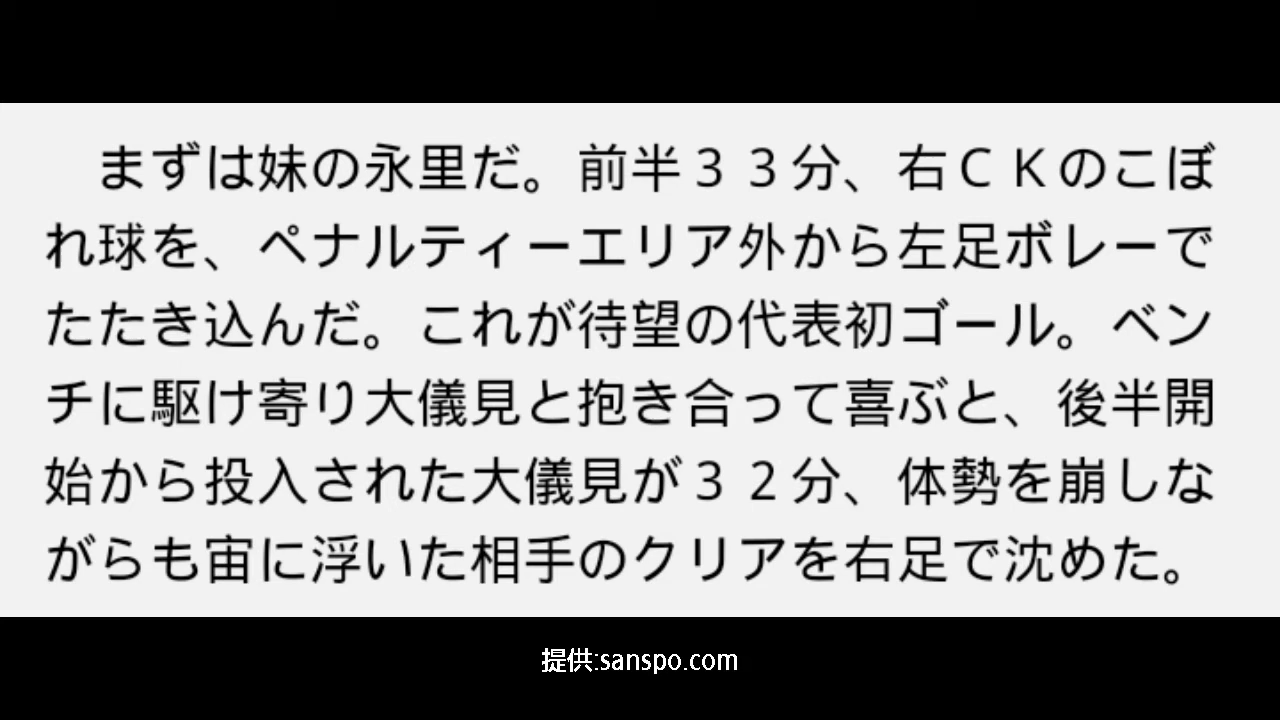 まずは妹の永里だ。前半３３分、右ＣＫのこぼ
れ球を、ペナルティーエリア外から左足ボレーで
たたき込んだ。これが待望の代表初ゴール。ベン
チに駆け寄り大儀見と抱き合って喜ぶと、後半開
始から投入された大儀見が３２分、体勢を崩しな
がらも宙に浮いた相手のクリアを右足で沈めた。
提供:sanspo.com